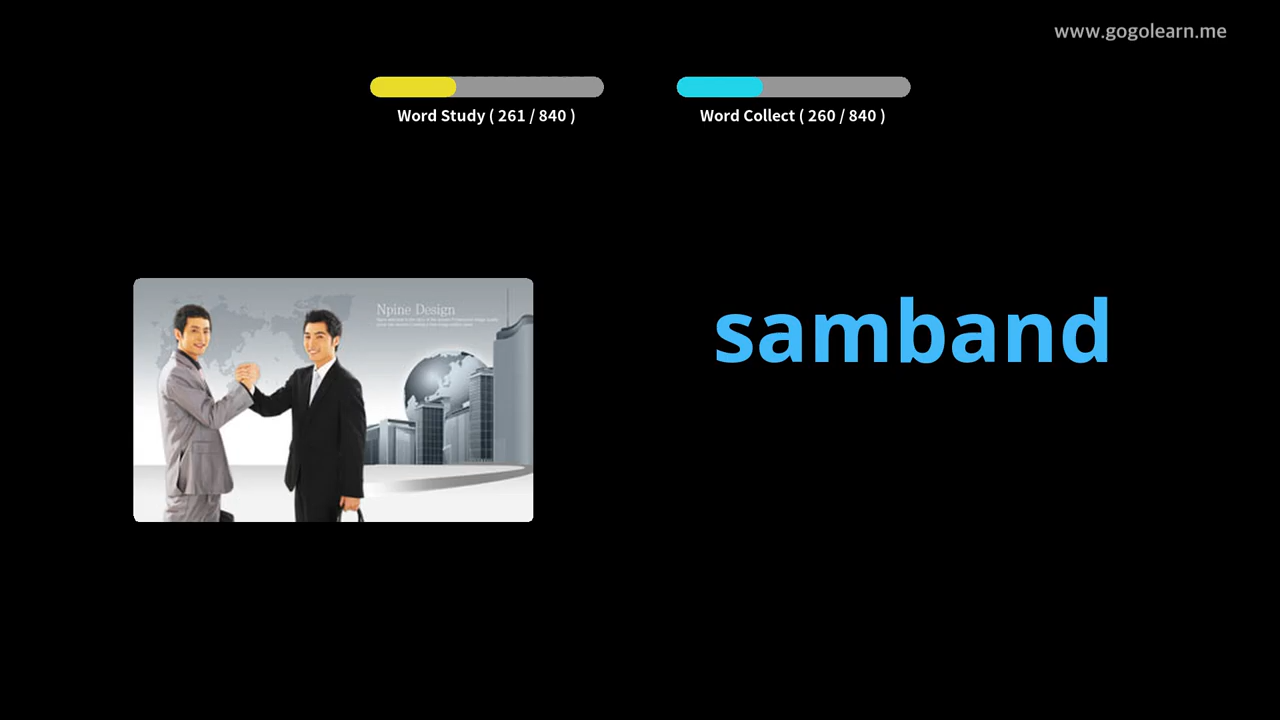 www.gogolearn.me
Word Study ( 261 / 840 )
Word Collect ( 260 / 840 )
Npine Design
samband